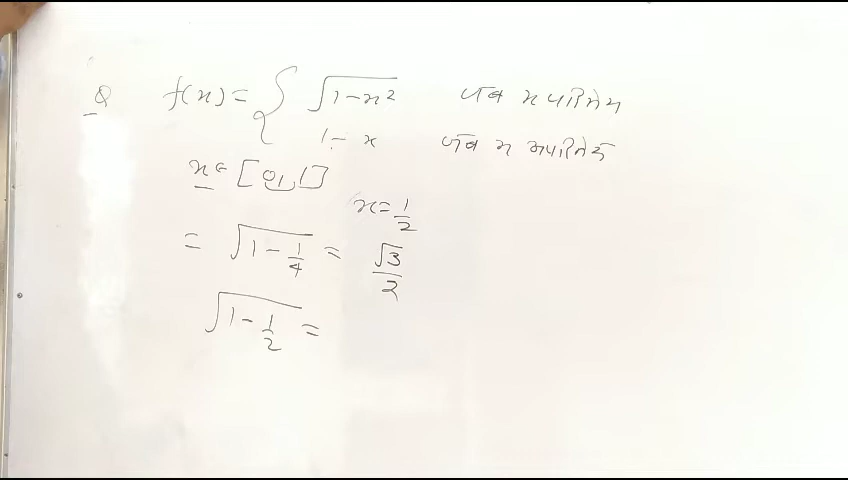 Q f(x) = { √1-x² जब x परिमेय
1 - x जब x अपरिमेय
x ∈ [0, 1]
x = 1/2
= √1 - 1/4 = √3/2
√1 - 1/2 =